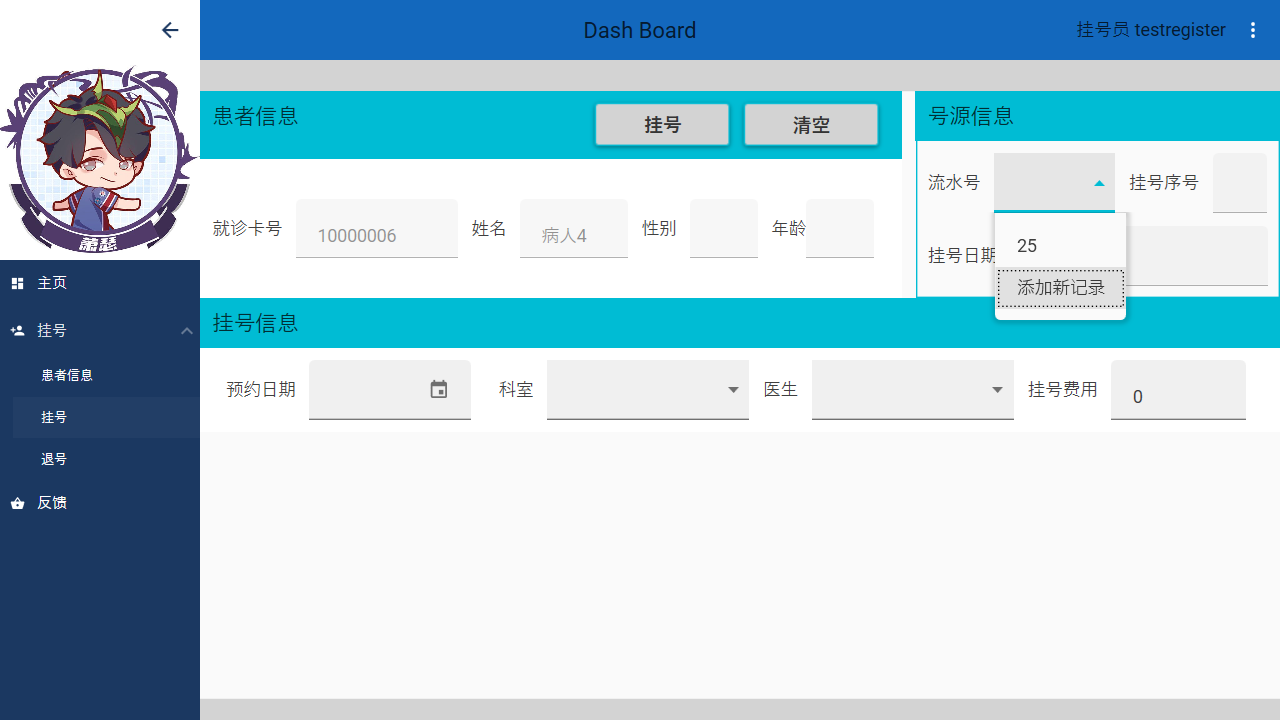 Dash Board
挂号员 testregister
萧瑟
主页
挂号
患者信息
挂号
退号
反馈
患者信息
挂号
清空
就诊卡号 10000006 姓名 病人4 性别 年龄
号源信息
流水号 挂号序号
25
挂号日期
添加新记录
挂号信息
预约日期 科室 医生 挂号费用 0